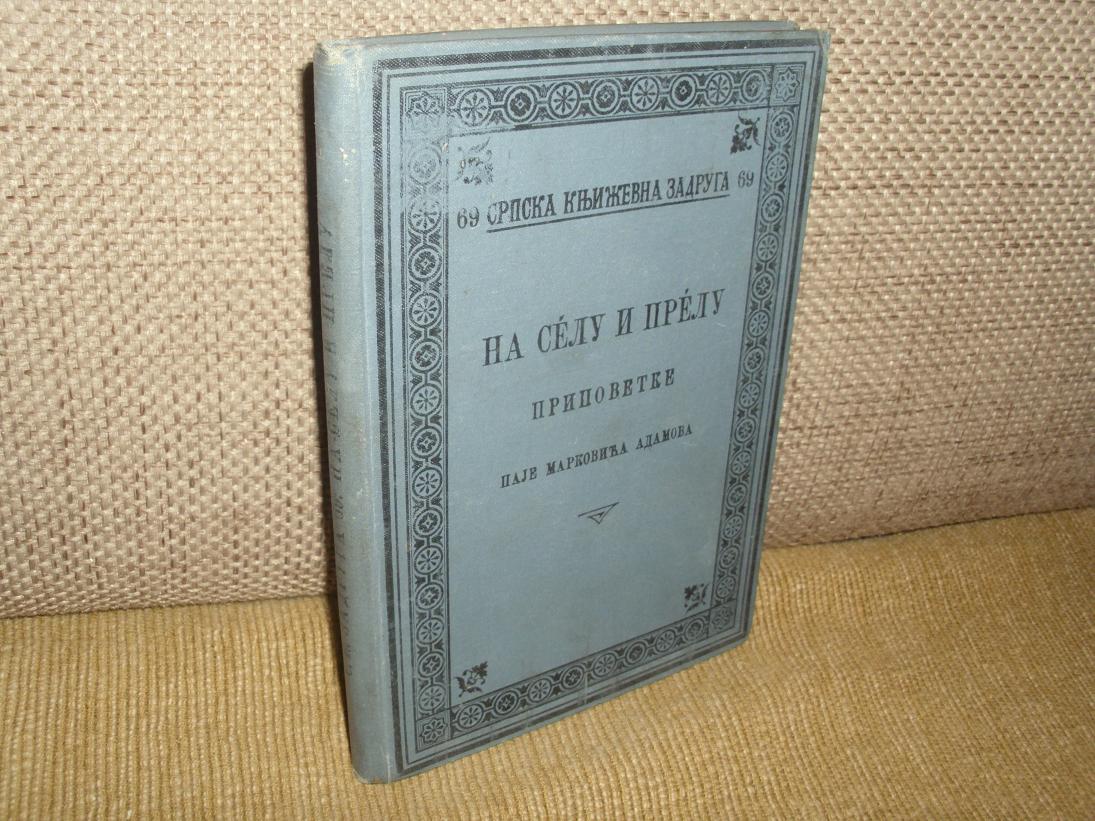 69 СРПСКА КЊИЖЕВНА ЗАДРУГА 69
НА СЕ́ЛУ И ПРЕ́ЛУ
ПРИПОВЕТКЕ
ПАЈЕ МАРКОВИЋА АДАМОВА